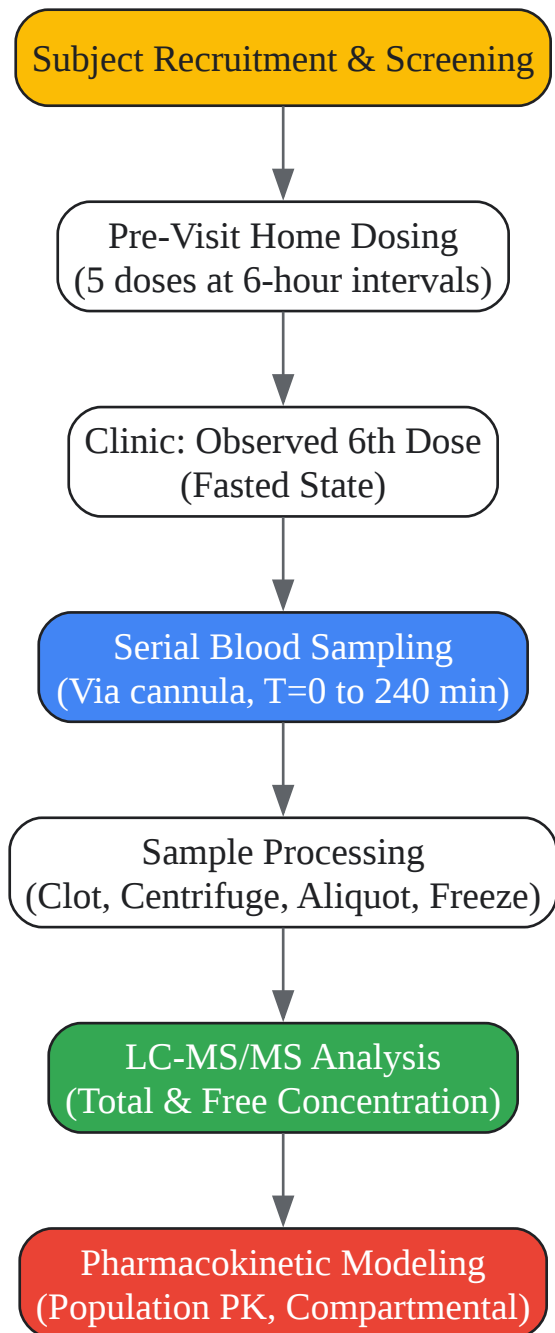 Subject Recruitment & Screening
Pre-Visit Home Dosing
(5 doses at 6-hour intervals)
Clinic: Observed 6th Dose
(Fasted State)
Serial Blood Sampling
(Via cannula, T=0 to 240 min)
Sample Processing
(Clot, Centrifuge, Aliquot, Freeze)
LC-MS/MS Analysis
(Total & Free Concentration)
Pharmacokinetic Modeling
(Population PK, Compartmental)